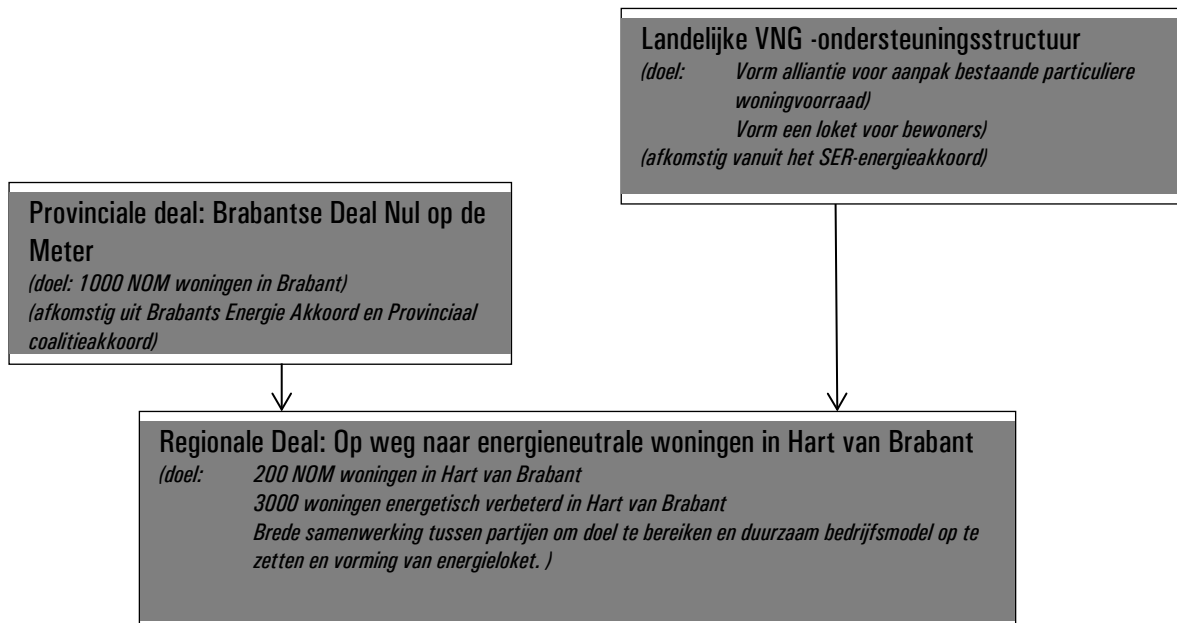 Landelijke VNG -ondersteuningsstructuur
(doel: Vorm alliantie voor aanpak bestaande particuliere
woningvoorraad)
Vorm een loket voor bewoners)
(afkomstig vanuit het SER-energieakkoord)
Provinciale deal: Brabantse Deal Nul op de
Meter
(doel: 1000 NOM woningen in Brabant)
(afkomstig uit Brabants Energie Akkoord en Provinciaal
coalitieakkoord)
Regionale Deal: Op weg naar energieneutrale woningen in Hart van Brabant
(doel: 200 NOM woningen in Hart van Brabant
3000 woningen energetisch verbeterd in Hart van Brabant
Brede samenwerking tussen partijen om doel te bereiken en duurzaam bedrijfsmodel op te
zetten en vorming van energieloket. )